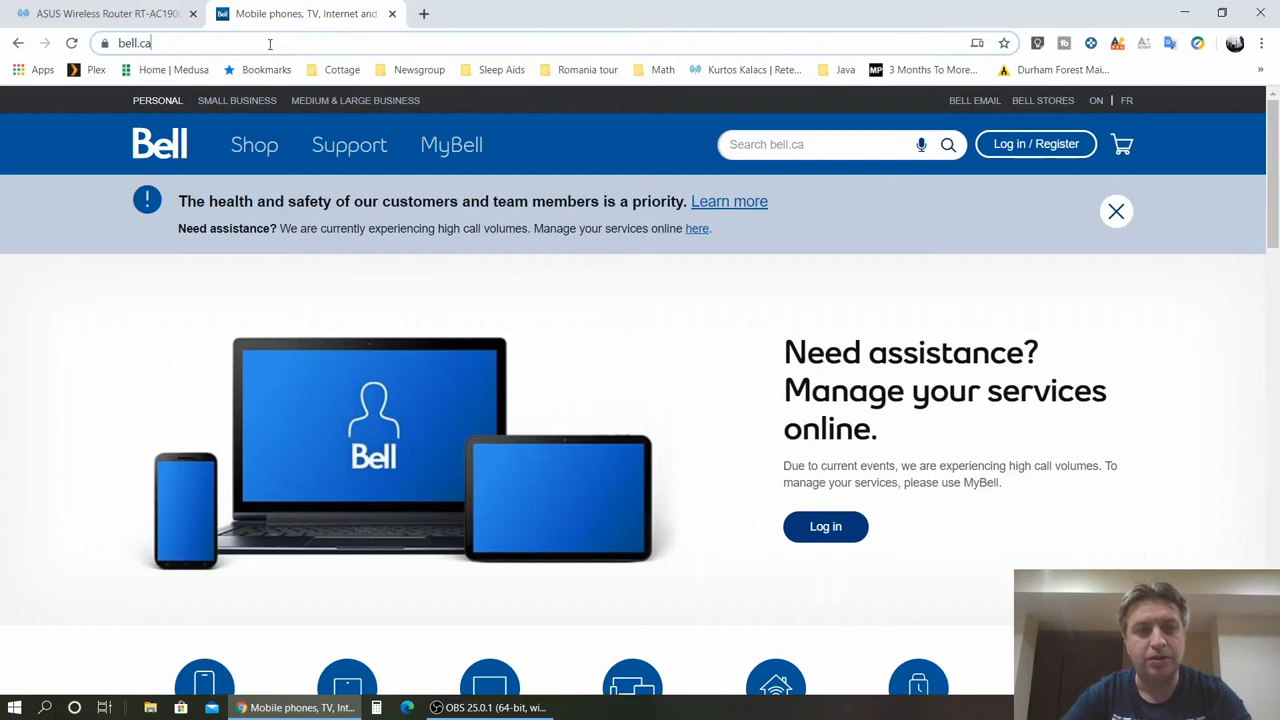 ASUS Wireless Router RT-AC1900
Mobile phones, TV, Internet and
bell.ca
Apps
Plex
Home | Medusa
Bookmarks
Cottage
Newsgroup
Sleep Aids
Romania tour
Math
Kurtos Kalacs | Rete...
Java
MP
3 Months To More...
Durham Forest Mai...
»
PERSONAL
SMALL BUSINESS
MEDIUM & LARGE BUSINESS
BELL EMAIL
BELL STORES
ON | FR
Bell
Shop
Support
MyBell
Search bell.ca
Log in / Register
!
The health and safety of our customers and team members is a priority. Learn more
Need assistance? We are currently experiencing high call volumes. Manage your services online here.
Bell
Need assistance?
Manage your services
online.
Due to current events, we are experiencing high call volumes. To
manage your services, please use MyBell.
Log in
Mobile phones, TV, Int...
OBS 25.0.1 (64-bit, wi...